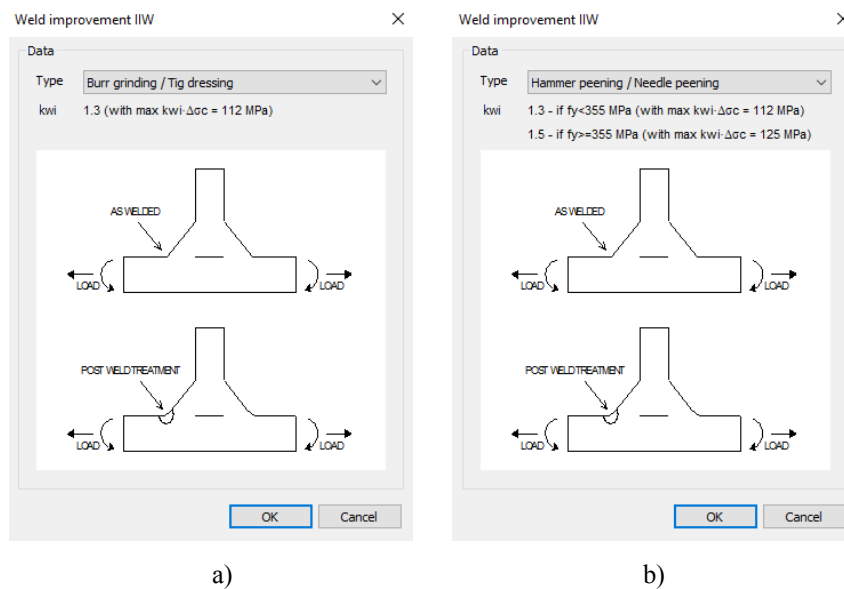 Weld improvement IIW
Data
Type Burr grinding / Tig dressing
kwi 1.3 (with max kwi·Δσc = 112 MPa)
AS WELDED
LOAD LOAD
POST WELD TREATMENT
LOAD LOAD
OK Cancel
a)
Weld improvement IIW
Data
Type Hammer peening / Needle peening
kwi 1.3 - if fy<355 MPa (with max kwi·Δσc = 112 MPa)
1.5 - if fy>=355 MPa (with max kwi·Δσc = 125 MPa)
AS WELDED
LOAD LOAD
POST WELD TREATMENT
LOAD LOAD
OK Cancel
b)